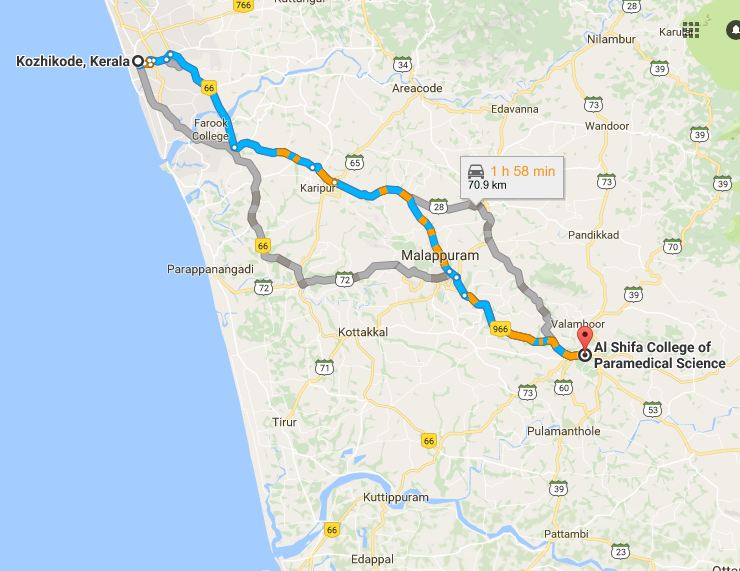 766
Kuttangal
28
Nilambur
Karu
Kozhikode, Kerala
34
39
66
Areacode
73
Edavanna
Wandoor
Farook
College
65
33
39
Karipur
1 h 58 min
70.9 km
73
39
28
66
Pandikkad
Malappuram
70
Parappanangadi
72
72
39
966
Valamboor
Kottakkal
Al Shifa College of
Paramedical Science
71
73
60
53
Tirur
66
Pulamanthole
39
Kuttippuram
66
Pattambi
23
Edappal